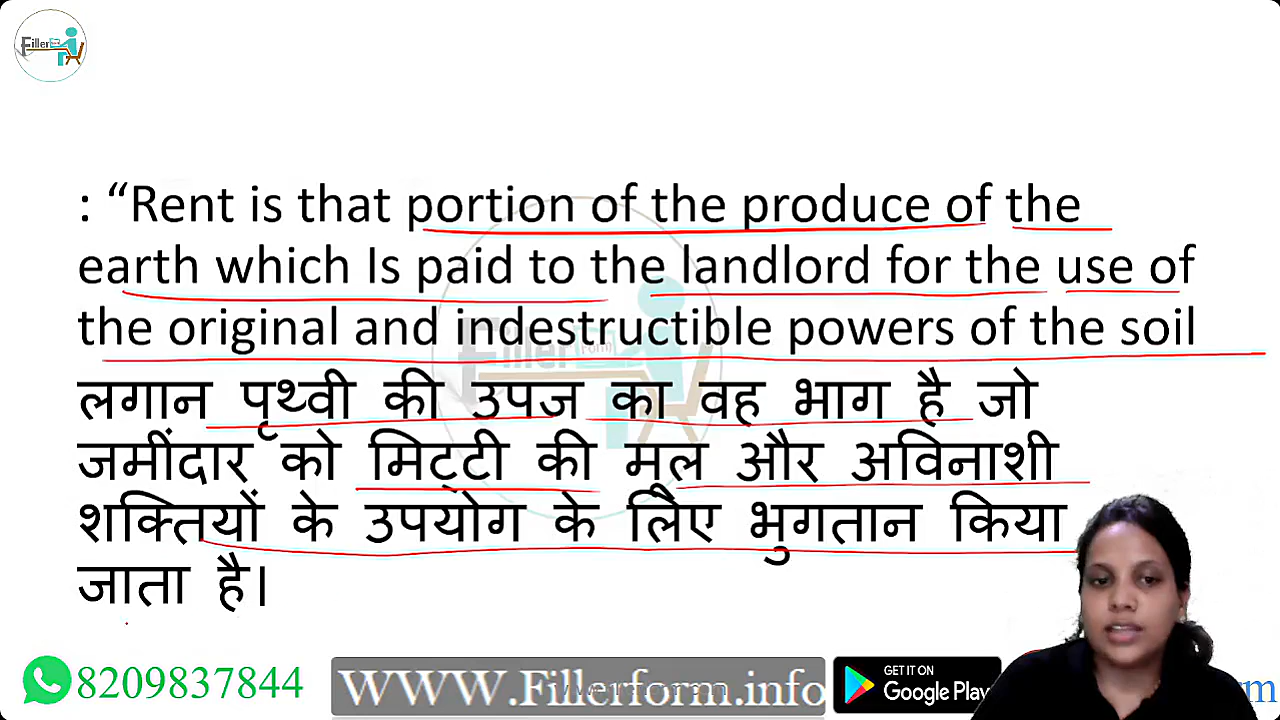 Filler
: “Rent is that portion of the produce of the
earth which Is paid to the landlord for the use of
the original and indestructible powers of the soil
लगान पृथ्वी की उपज का वह भाग है जो
जमींदार को मिट्टी की मूल और अविनाशी
शक्तियों के उपयोग के लिए भुगतान किया
जाता है।
8209837844 WWW.Fillerform.info GET IT ON
Google Play